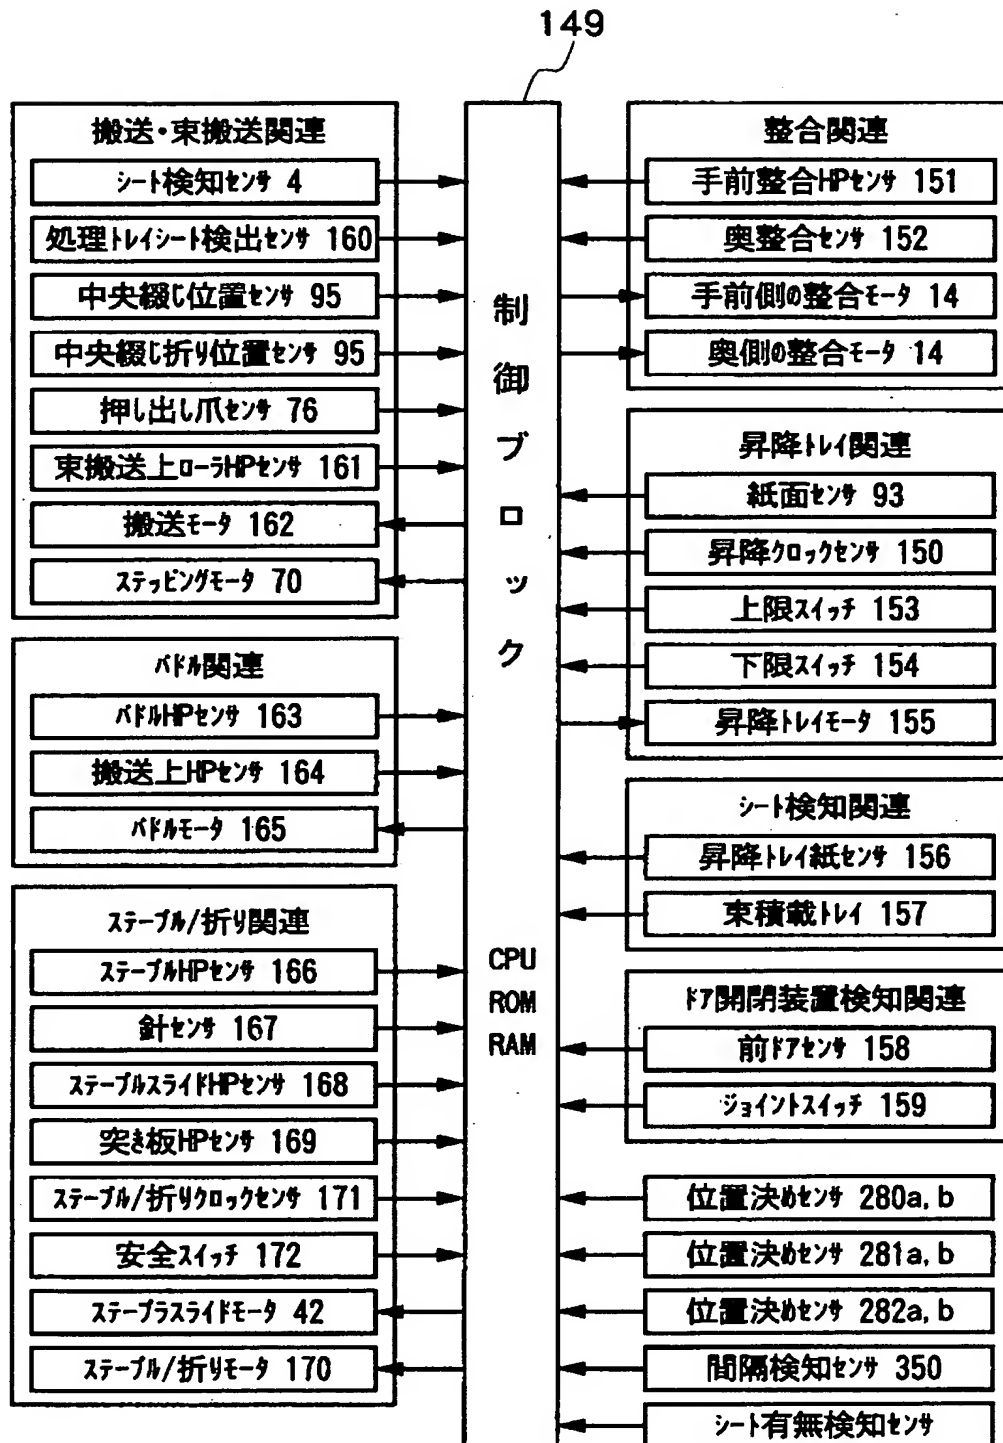 149
搬送・束搬送関連
シート検知センサ 4
処理トレイシート検出センサ 160
中央綴じ位置センサ 95
中央綴じ折り位置センサ 95
押し出し爪センサ 76
束搬送上ローラHPセンサ 161
搬送モータ 162
ステッピングモータ 70
パドル関連
パドルHPセンサ 163
搬送上HPセンサ 164
パドルモータ 165
ステープル/折り関連
ステープルHPセンサ 166
針センサ 167
ステープルスライドHPセンサ 168
突き板HPセンサ 169
ステープル/折りクロックセンサ 171
安全スイッチ 172
ステープラスライドモータ 42
ステープル/折りモータ 170
制御ブロック
CPU
ROM
RAM
整合関連
手前整合HPセンサ 151
奥整合センサ 152
手前側の整合モータ 14
奥側の整合モータ 14
昇降トレイ関連
紙面センサ 93
昇降クロックセンサ 150
上限スイッチ 153
下限スイッチ 154
昇降トレイモータ 155
シート検知関連
昇降トレイ紙センサ 156
束積載トレイ 157
ドア開閉装置検知関連
前ドアセンサ 158
ジョイントスイッチ 159
位置決めセンサ 280a, b
位置決めセンサ 281a, b
位置決めセンサ 282a, b
間隔検知センサ 350
シート有無検知センサ